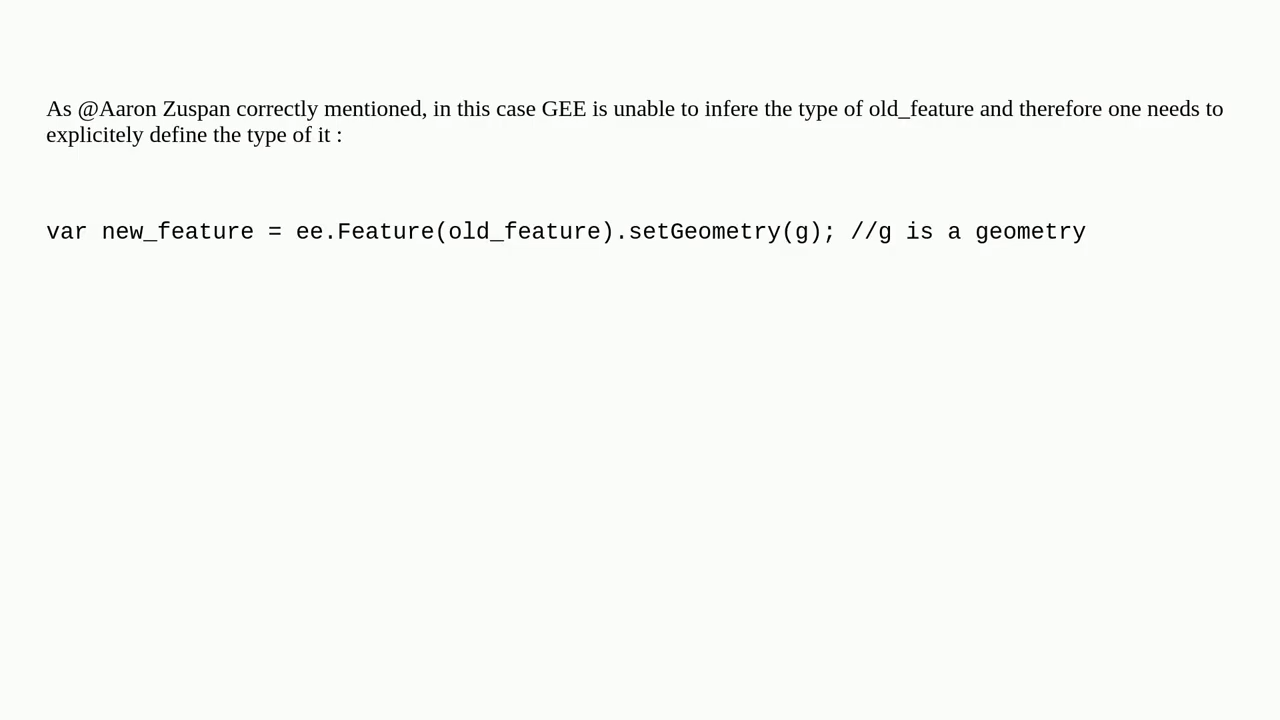 As @Aaron Zuspan correctly mentioned, in this case GEE is unable to infere the type of old_feature and therefore one needs to
explicitely define the type of it :
var new_feature = ee.Feature(old_feature).setGeometry(g); //g is a geometry